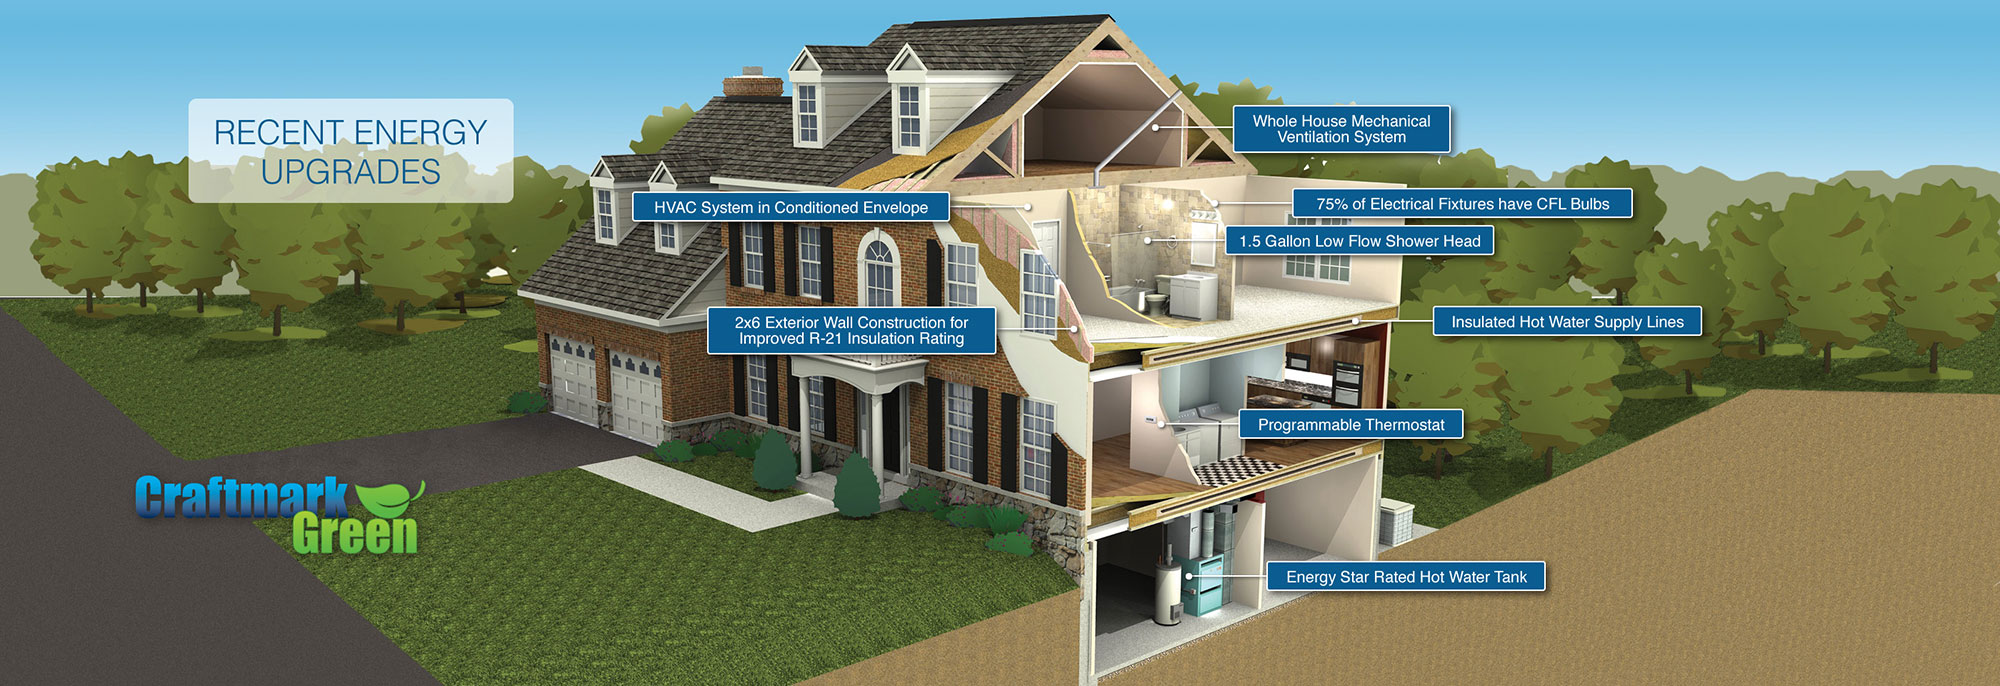 RECENT ENERGY
UPGRADES
Whole House Mechanical
Ventilation System
HVAC System in Conditioned Envelope
75% of Electrical Fixtures have CFL Bulbs
1.5 Gallon Low Flow Shower Head
2x6 Exterior Wall Construction for
Improved R-21 Insulation Rating
Insulated Hot Water Supply Lines
Programmable Thermostat
Craftmark
Green
Energy Star Rated Hot Water Tank